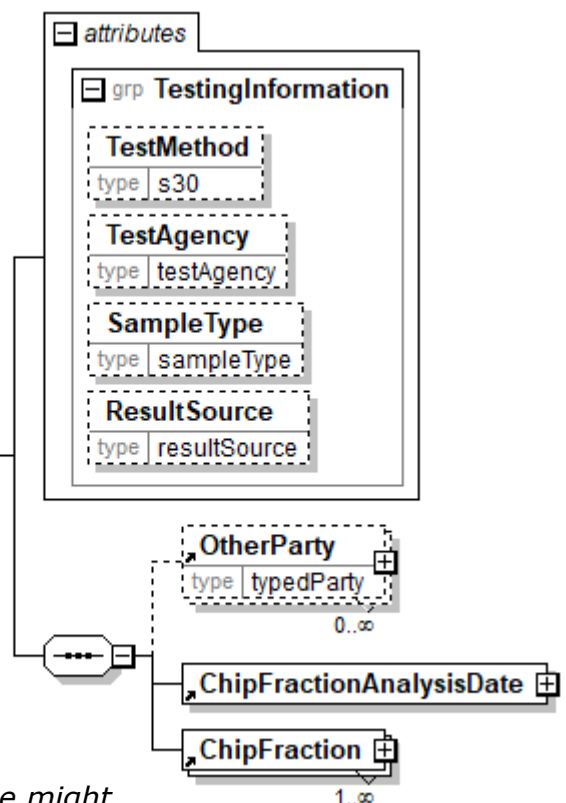 attributes
grp TestingInformation
TestMethod
type s30
TestAgency
type testAgency
SampleType
type sampleType
ResultSource
type resultSource
OtherParty
type typedParty
0..∞
ChipFractionAnalysisDate
ChipFraction
1..∞
e might